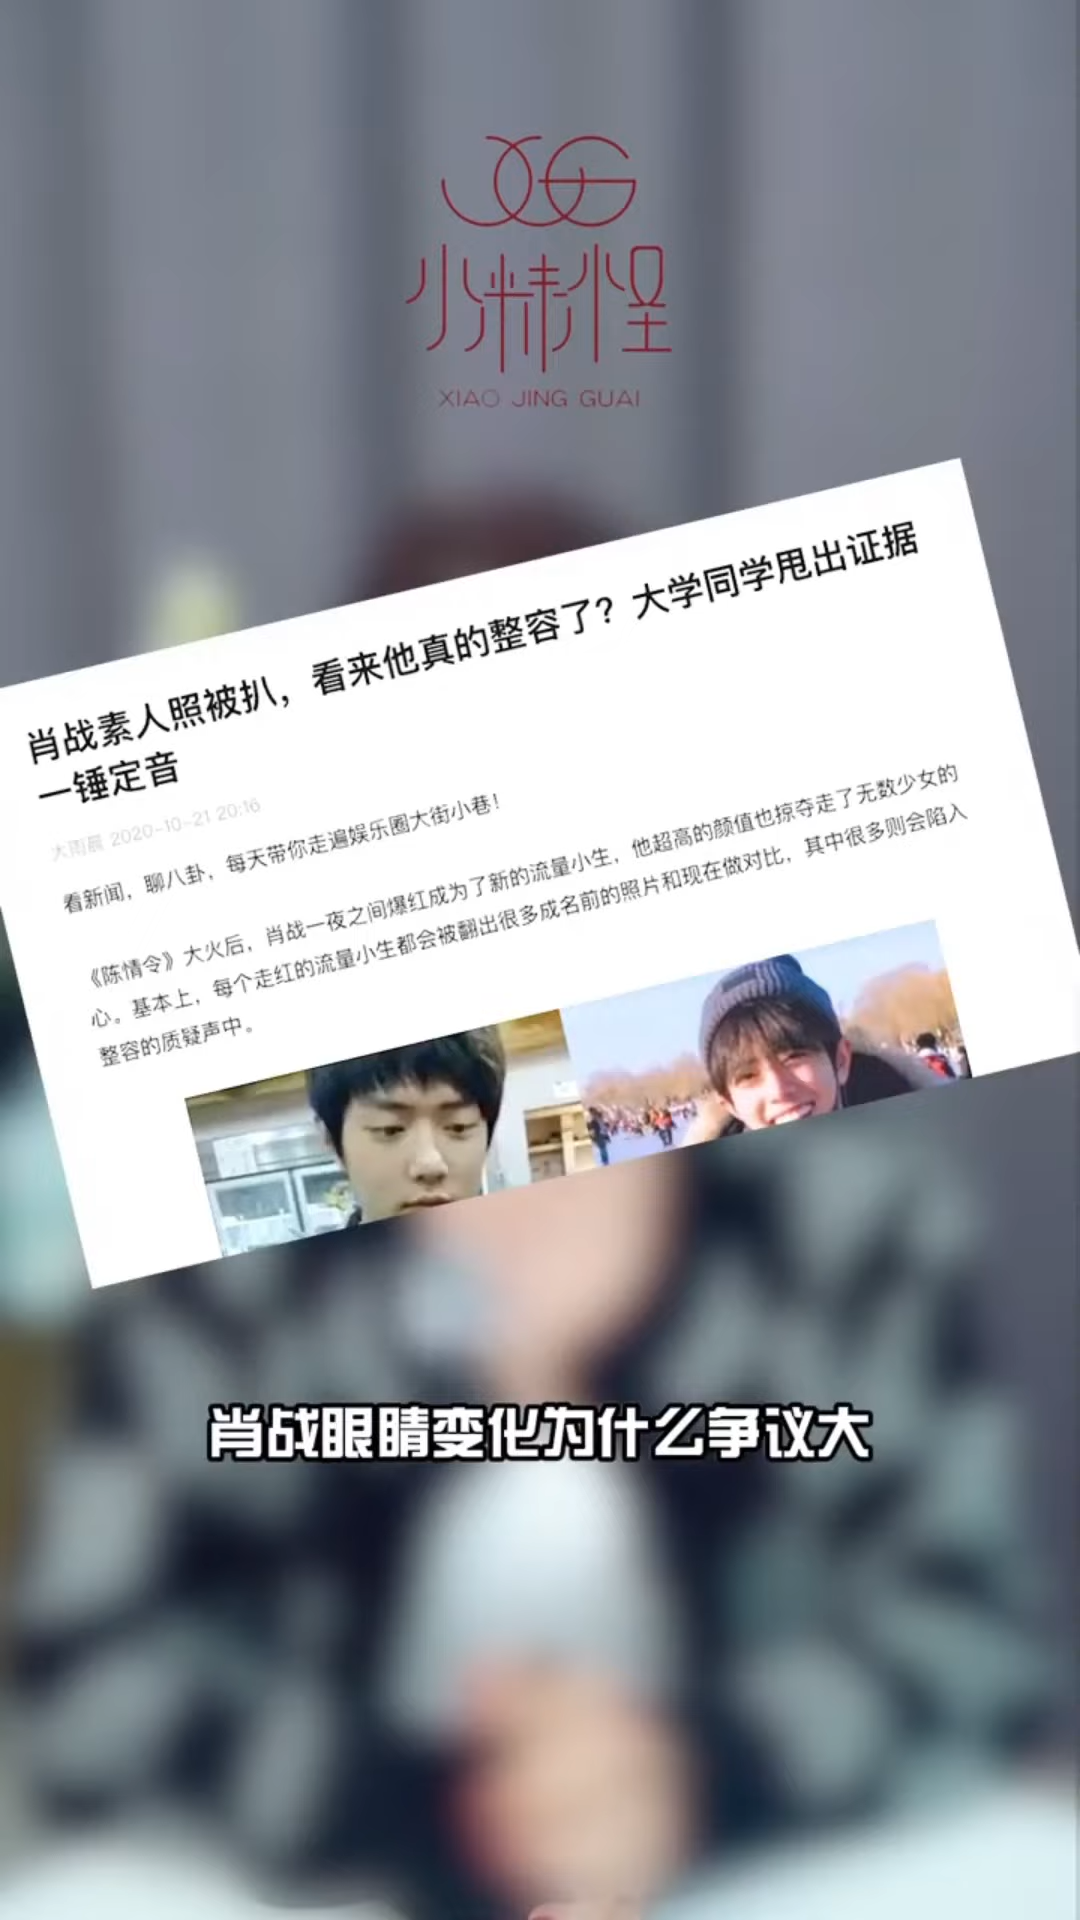 XJG
小精怪
XIAO JING GUAI
肖战素人照被扒，看来他真的整容了？大学同学甩出证据
一锤定音
大雨晨 2020-10-21 20:16
看新闻，聊八卦，每天带你走遍娱乐圈大街小巷！
《陈情令》大火后，肖战一夜之间爆红成为了新的流量小生，他超高的颜值也掠夺走了无数少女的
心。基本上，每个走红的流量小生都会被翻出很多成名前的照片和现在做对比，其中很多则会陷入
整容的质疑声中。
肖战眼睛变化为什么争议大